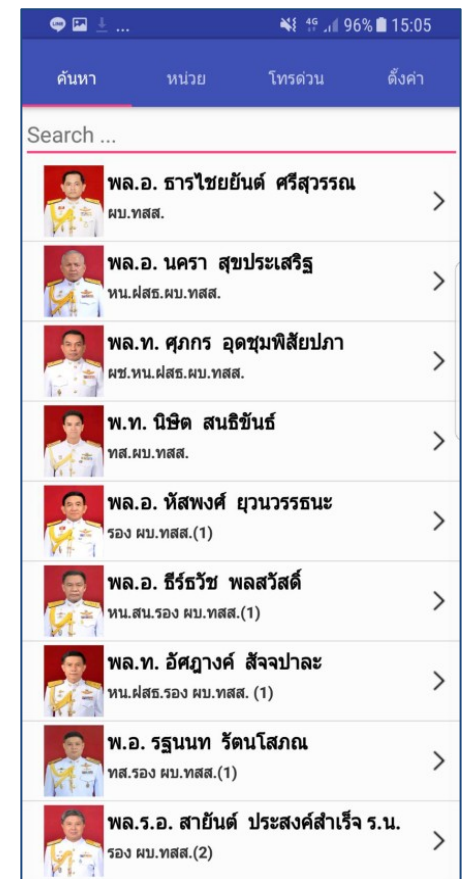 ... 4G 96% 15:05
ค้นหา หน่วย โทรด่วน ตั้งค่า
Search ...
พล.อ. ธารไชยยันต์ ศรีสุวรรณ
ผบ.ทสส.
พล.อ. นครา สุขประเสริฐ
หน.ฝสธ.ผบ.ทสส.
พล.ท. ศุภกร อุดชุมพิสัยปภา
ผช.หน.ฝสธ.ผบ.ทสส.
พ.ท. นิษิต สนธิขันธ์
ทส.ผบ.ทสส.
พล.อ. หัสพงศ์ ยุวนวรรธนะ
รอง ผบ.ทสส.(1)
พล.อ. ธีร์ธวัช พลสวัสดิ์
หน.สน.รอง ผบ.ทสส.(1)
พล.ท. อัศฎางค์ สัจจปาละ
หน.ฝสธ.รอง ผบ.ทสส. (1)
พ.อ. รฐนนท รัตนโสภณ
ทส.รอง ผบ.ทสส.(1)
พล.ร.อ. สายันต์ ประสงค์สำเร็จ ร.น.
รอง ผบ.ทสส.(2)